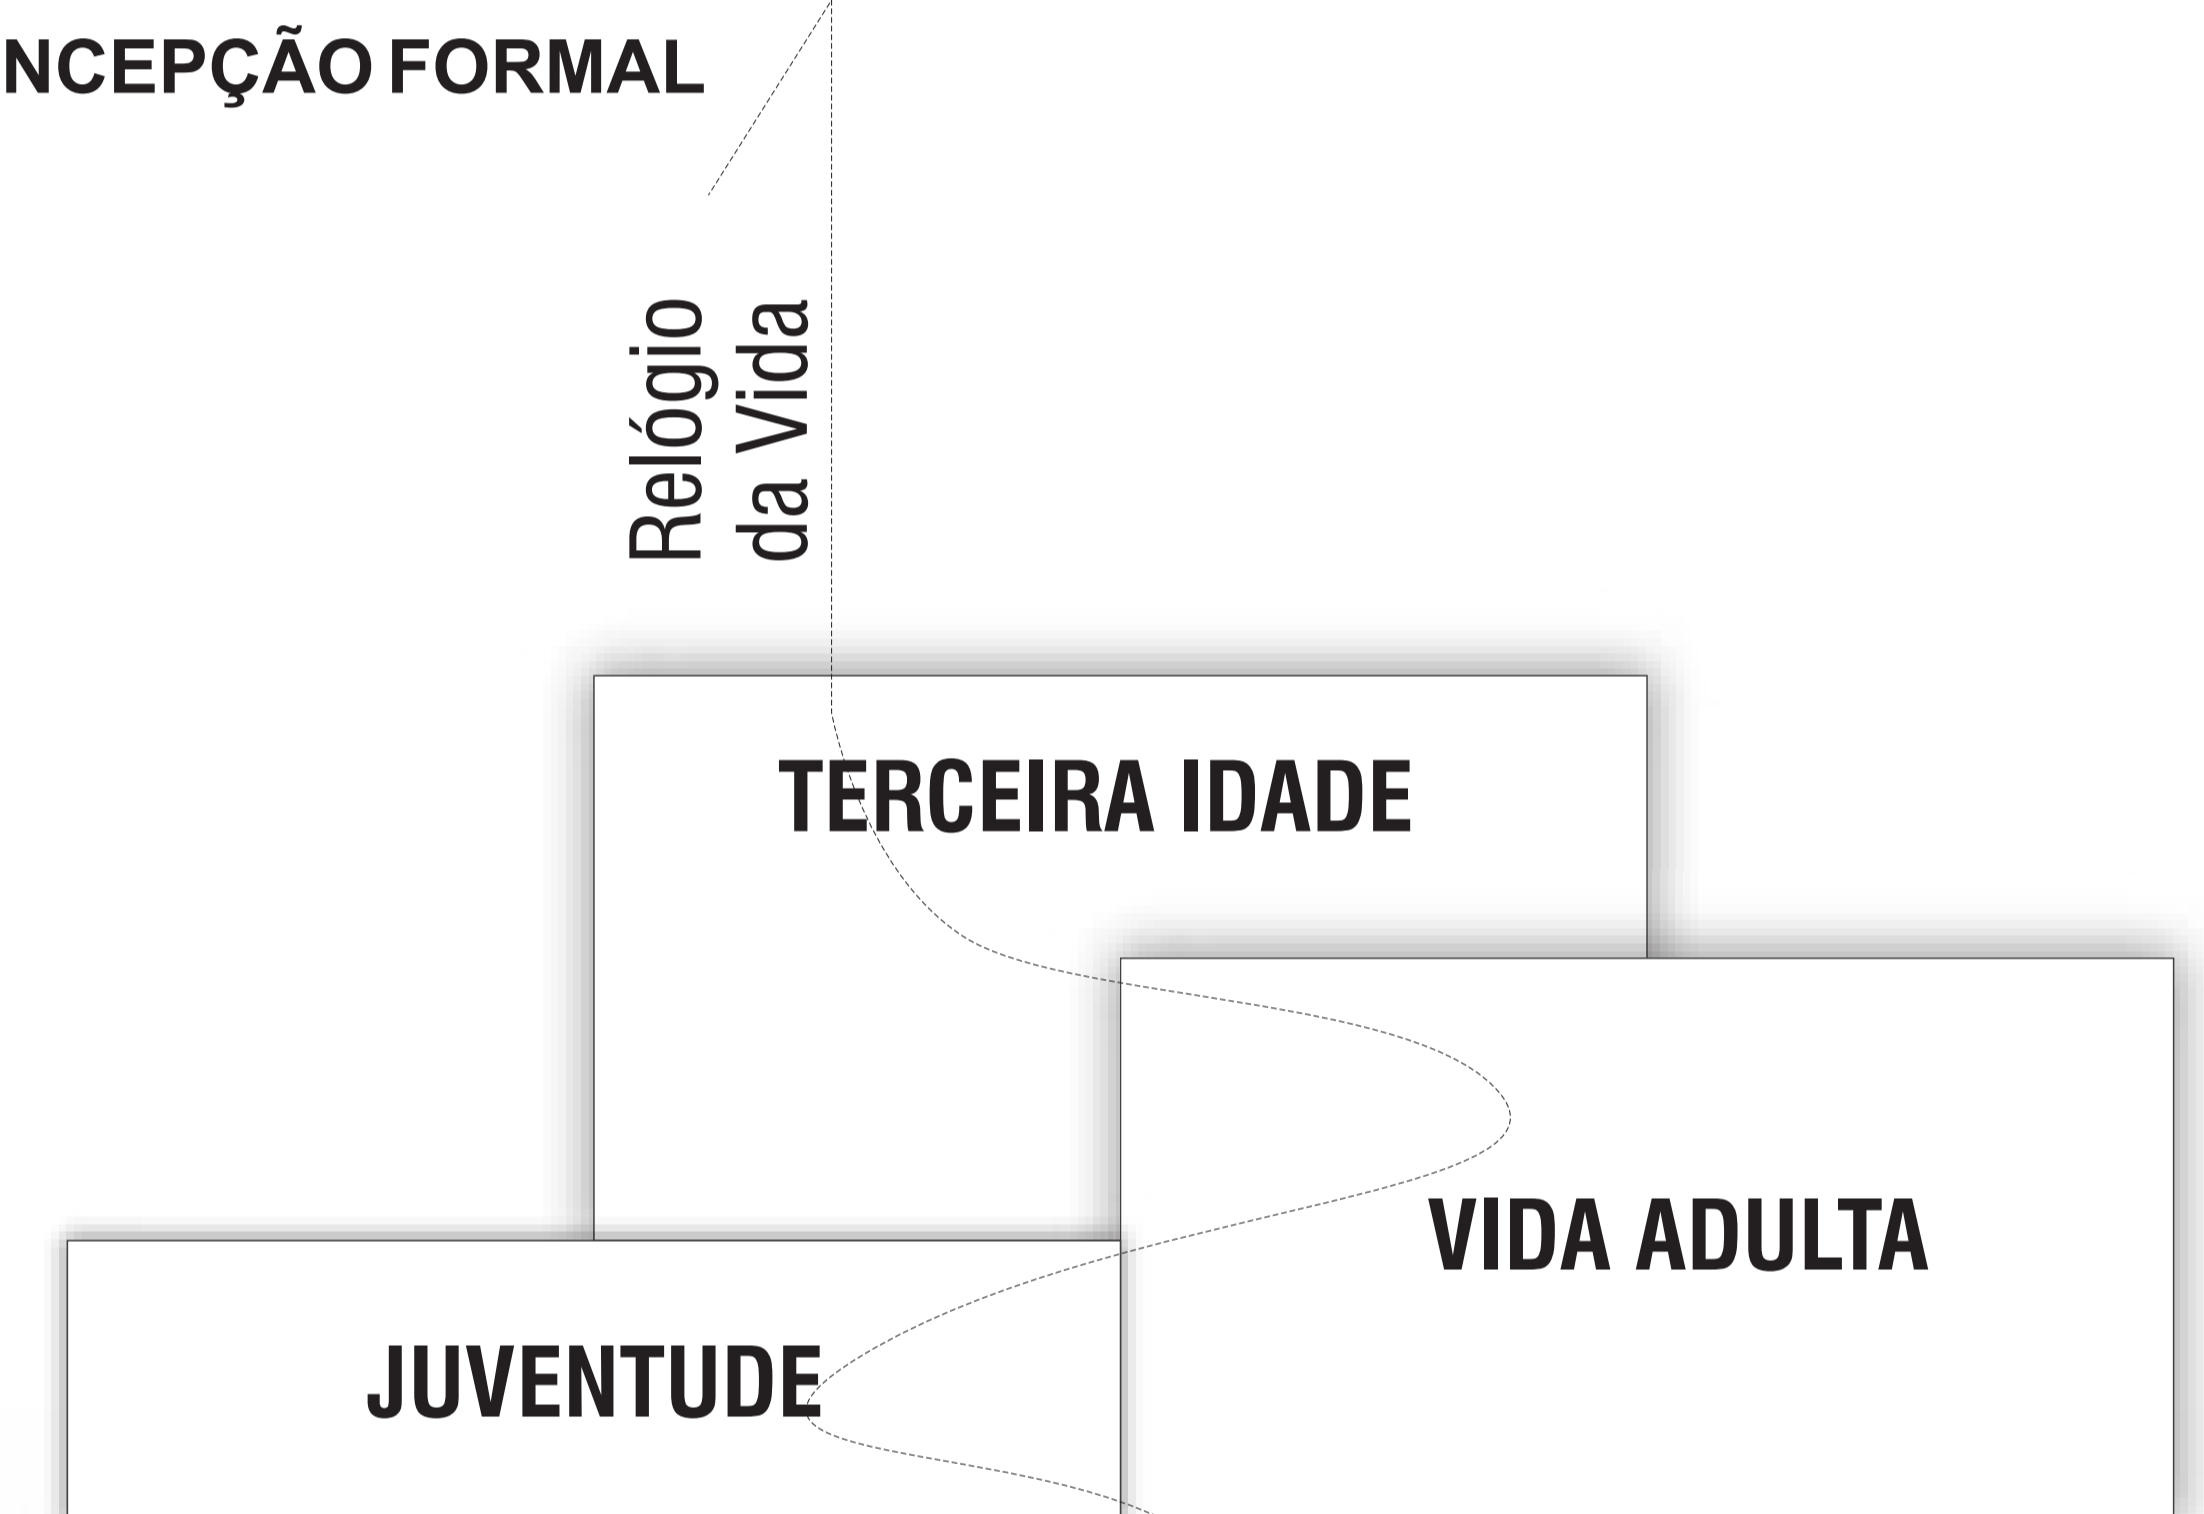 NCEPÇÃO FORMAL
Relógio
da Vida
TERCEIRA IDADE
VIDA ADULTA
JUVENTUDE